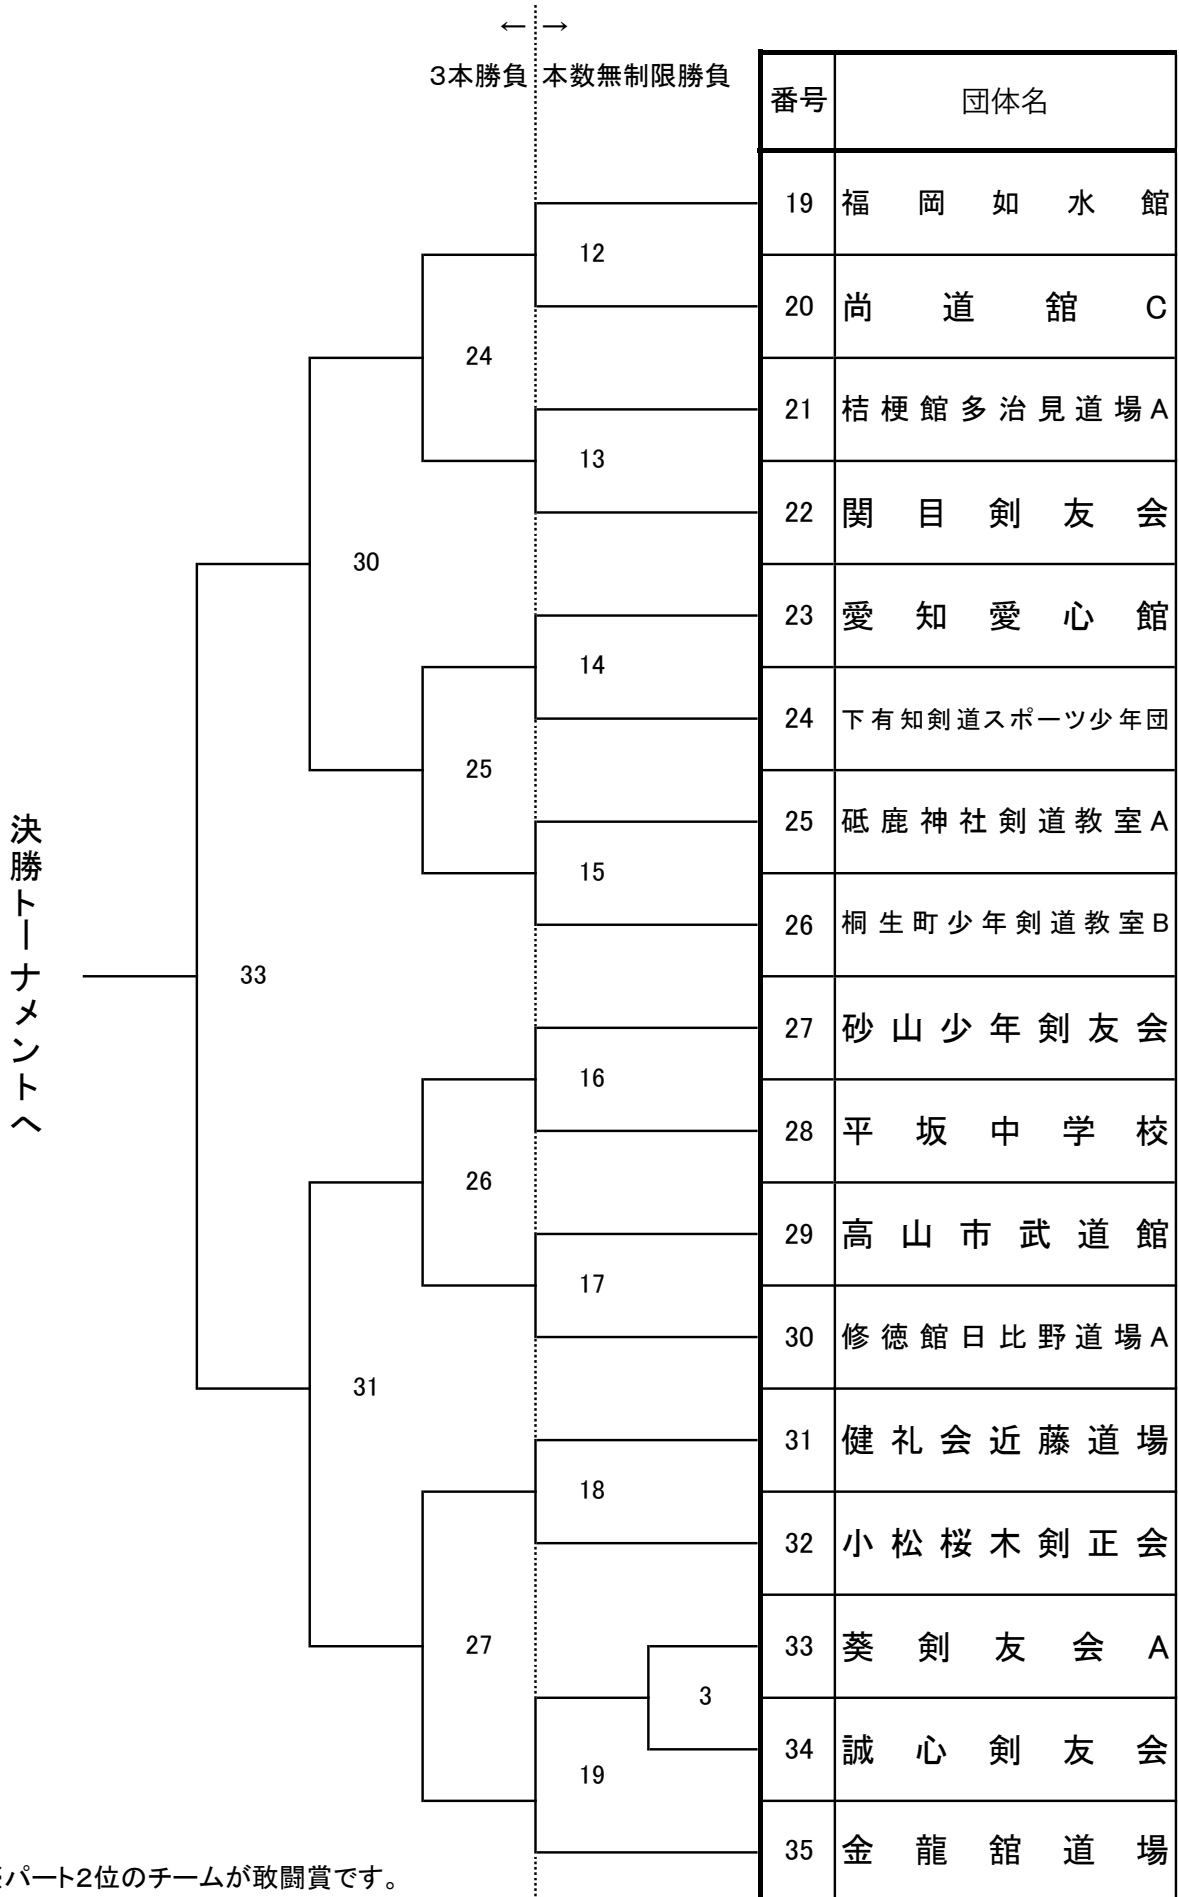 ← →
3本勝負 本数無制限勝負
番号 団体名
19 福岡如水館
12
20 尚道舘C
24
21 桔梗館多治見道場A
13
22 関目剣友会
30
23 愛知愛心館
14
24 下有知剣道スポーツ少年団
25
25 砥鹿神社剣道教室A
15
26 桐生町少年剣道教室B
決勝トーナメントへ
33
27 砂山少年剣友会
16
28 平坂中学校
26
29 高山市武道館
17
30 修徳館日比野道場A
31
31 健礼会近藤道場
18
32 小松桜木剣正会
27
33 葵剣友会A
3
34 誠心剣友会
19
35 金龍舘道場
パート2位のチームが敢闘賞です。